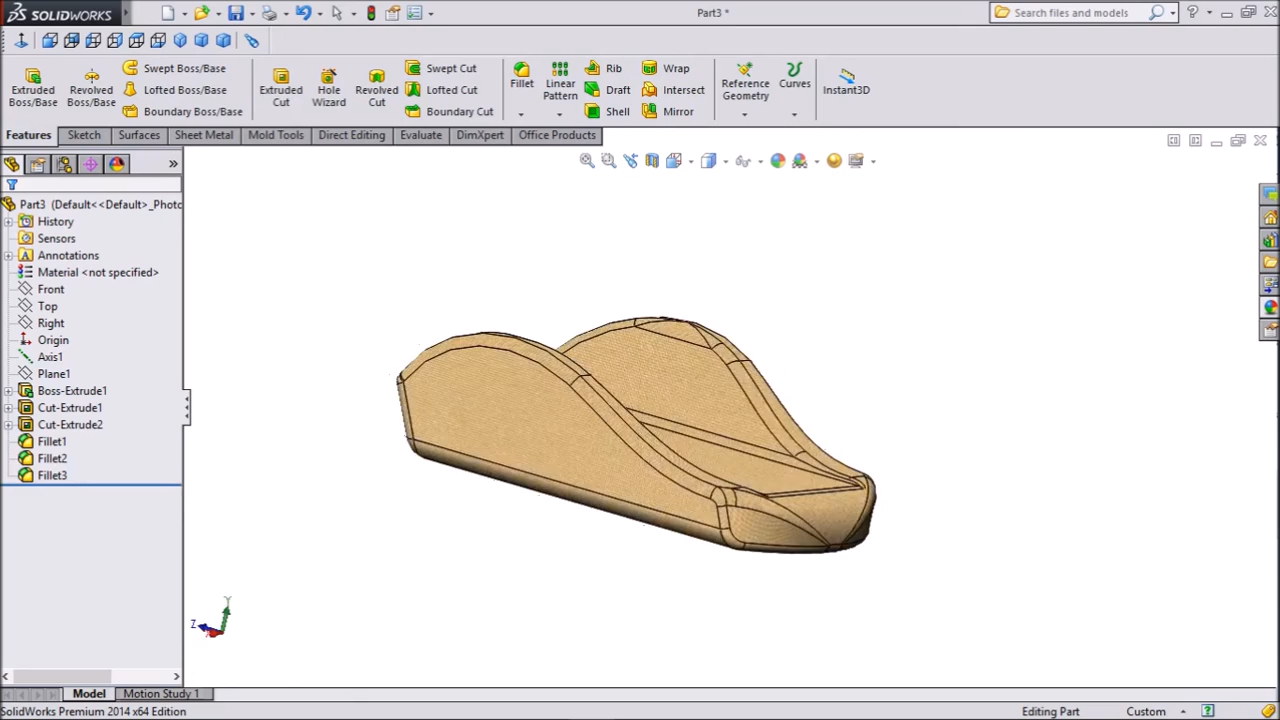 SOLIDWORKS
Part3 *
Search files and models
Extruded Boss/Base
Revolved Boss/Base
Swept Boss/Base
Lofted Boss/Base
Boundary Boss/Base
Extruded Cut
Hole Wizard
Revolved Cut
Swept Cut
Lofted Cut
Boundary Cut
Fillet
Linear Pattern
Rib
Draft
Shell
Wrap
Intersect
Mirror
Reference Geometry
Curves
Instant3D
Features
Sketch
Surfaces
Sheet Metal
Mold Tools
Direct Editing
Evaluate
DimXpert
Office Products
Part3 (Default<<Default>_Photo
History
Sensors
Annotations
Material <not specified>
Front
Top
Right
Origin
Axis1
Plane1
Boss-Extrude1
Cut-Extrude1
Cut-Extrude2
Fillet1
Fillet2
Fillet3
Y
Z
Model
Motion Study 1
SolidWorks Premium 2014 x64 Edition
Editing Part
Custom